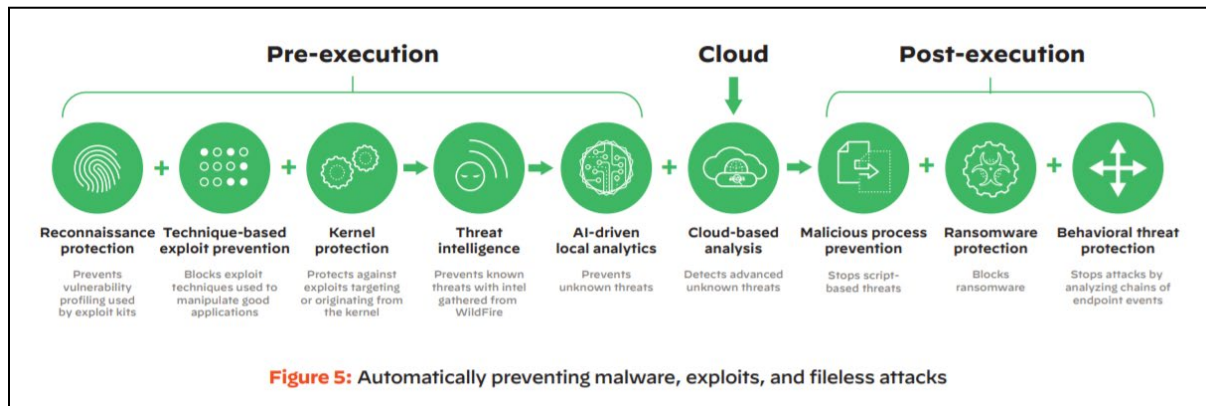 Pre-execution
Cloud
Post-execution
Reconnaissance
protection
Prevents
vulnerability
profiling used
by exploit kits
Technique-based
exploit prevention
Blocks exploit
techniques used to
manipulate good
applications
Kernel
protection
Protects against
exploits targeting
or originating from
the kernel
Threat
intelligence
Prevents known
threats with intel
gathered from
WildFire
AI-driven
local analytics
Prevents
unknown threats
Cloud-based
analysis
Detects advanced
unknown threats
Malicious process
prevention
Stops script-
based threats
Ransomware
protection
Blocks
ransomware
Behavioral threat
protection
Stops attacks by
analyzing chains of
endpoint events
Figure 5: Automatically preventing malware, exploits, and fileless attacks